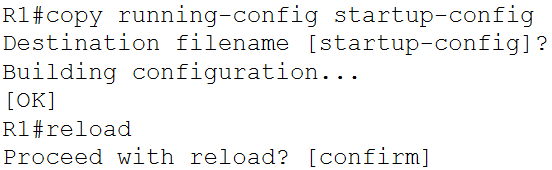 R1#copy running-config startup-config
Destination filename [startup-config]?
Building configuration...
[OK]
R1#reload
Proceed with reload? [confirm]